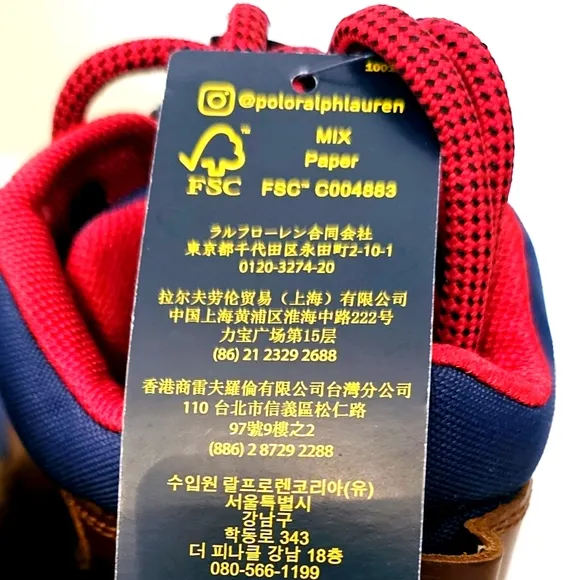 @poloralphlauren
MIX
Paper
FSC™ C004883
FSC
ラルフローレン合同会社
東京都千代田区永田町2-10-1
0120-3274-20
拉尔夫劳伦贸易（上海）有限公司
中国上海黄浦区淮海中路222号
力宝广场第15层
(86) 21 2329 2688
香港商雷夫羅倫有限公司台灣分公司
110 台北市信義區松仁路
97號9樓之2
(886) 2 8729 2288
수입원 랄프로렌코리아(유)
서울특별시
강남구
학동로 343
더 피나클 강남 18층
080-566-1199